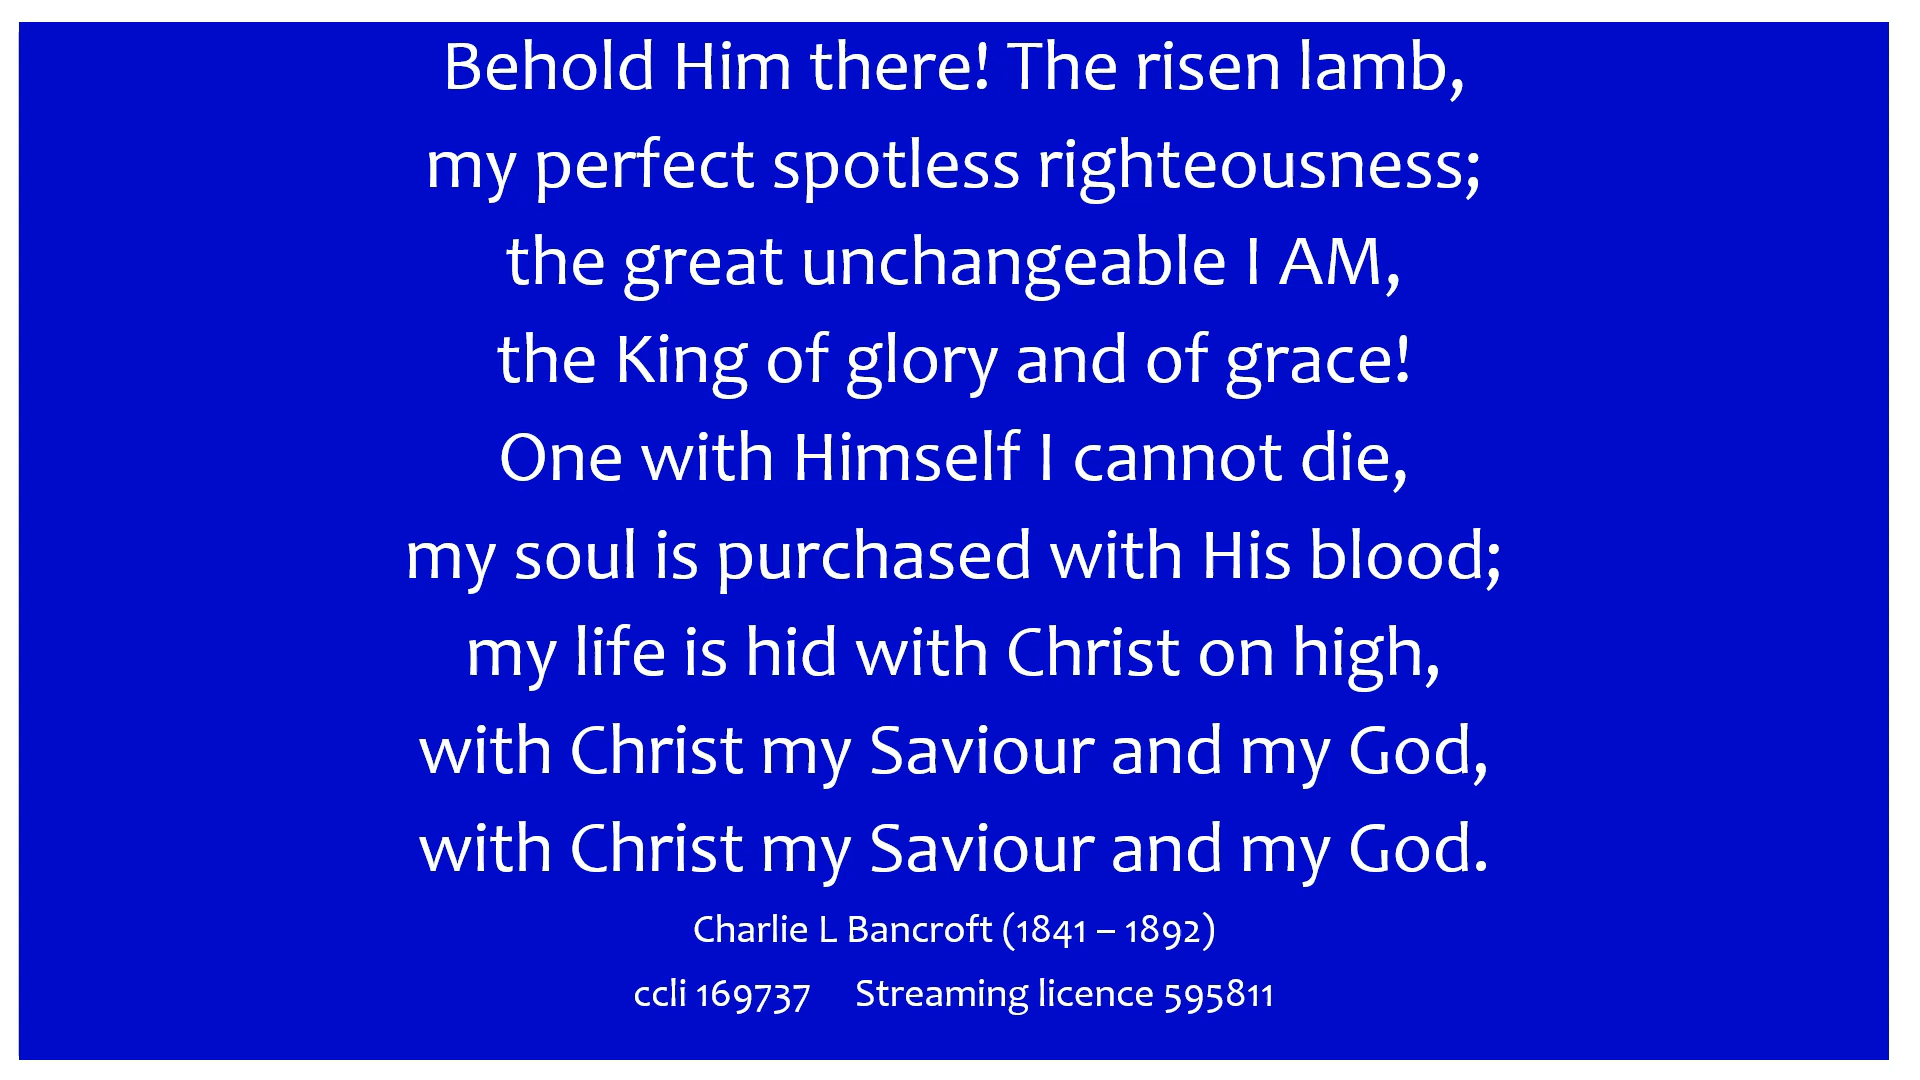 Behold Him there! The risen lamb,
my perfect spotless righteousness;
the great unchangeable I AM,
the King of glory and of grace!
One with Himself I cannot die,
my soul is purchased with His blood;
my life is hid with Christ on high,
with Christ my Saviour and my God,
with Christ my Saviour and my God.
Charlie L Bancroft (1841 – 1892)
ccli 169737 Streaming licence 595811